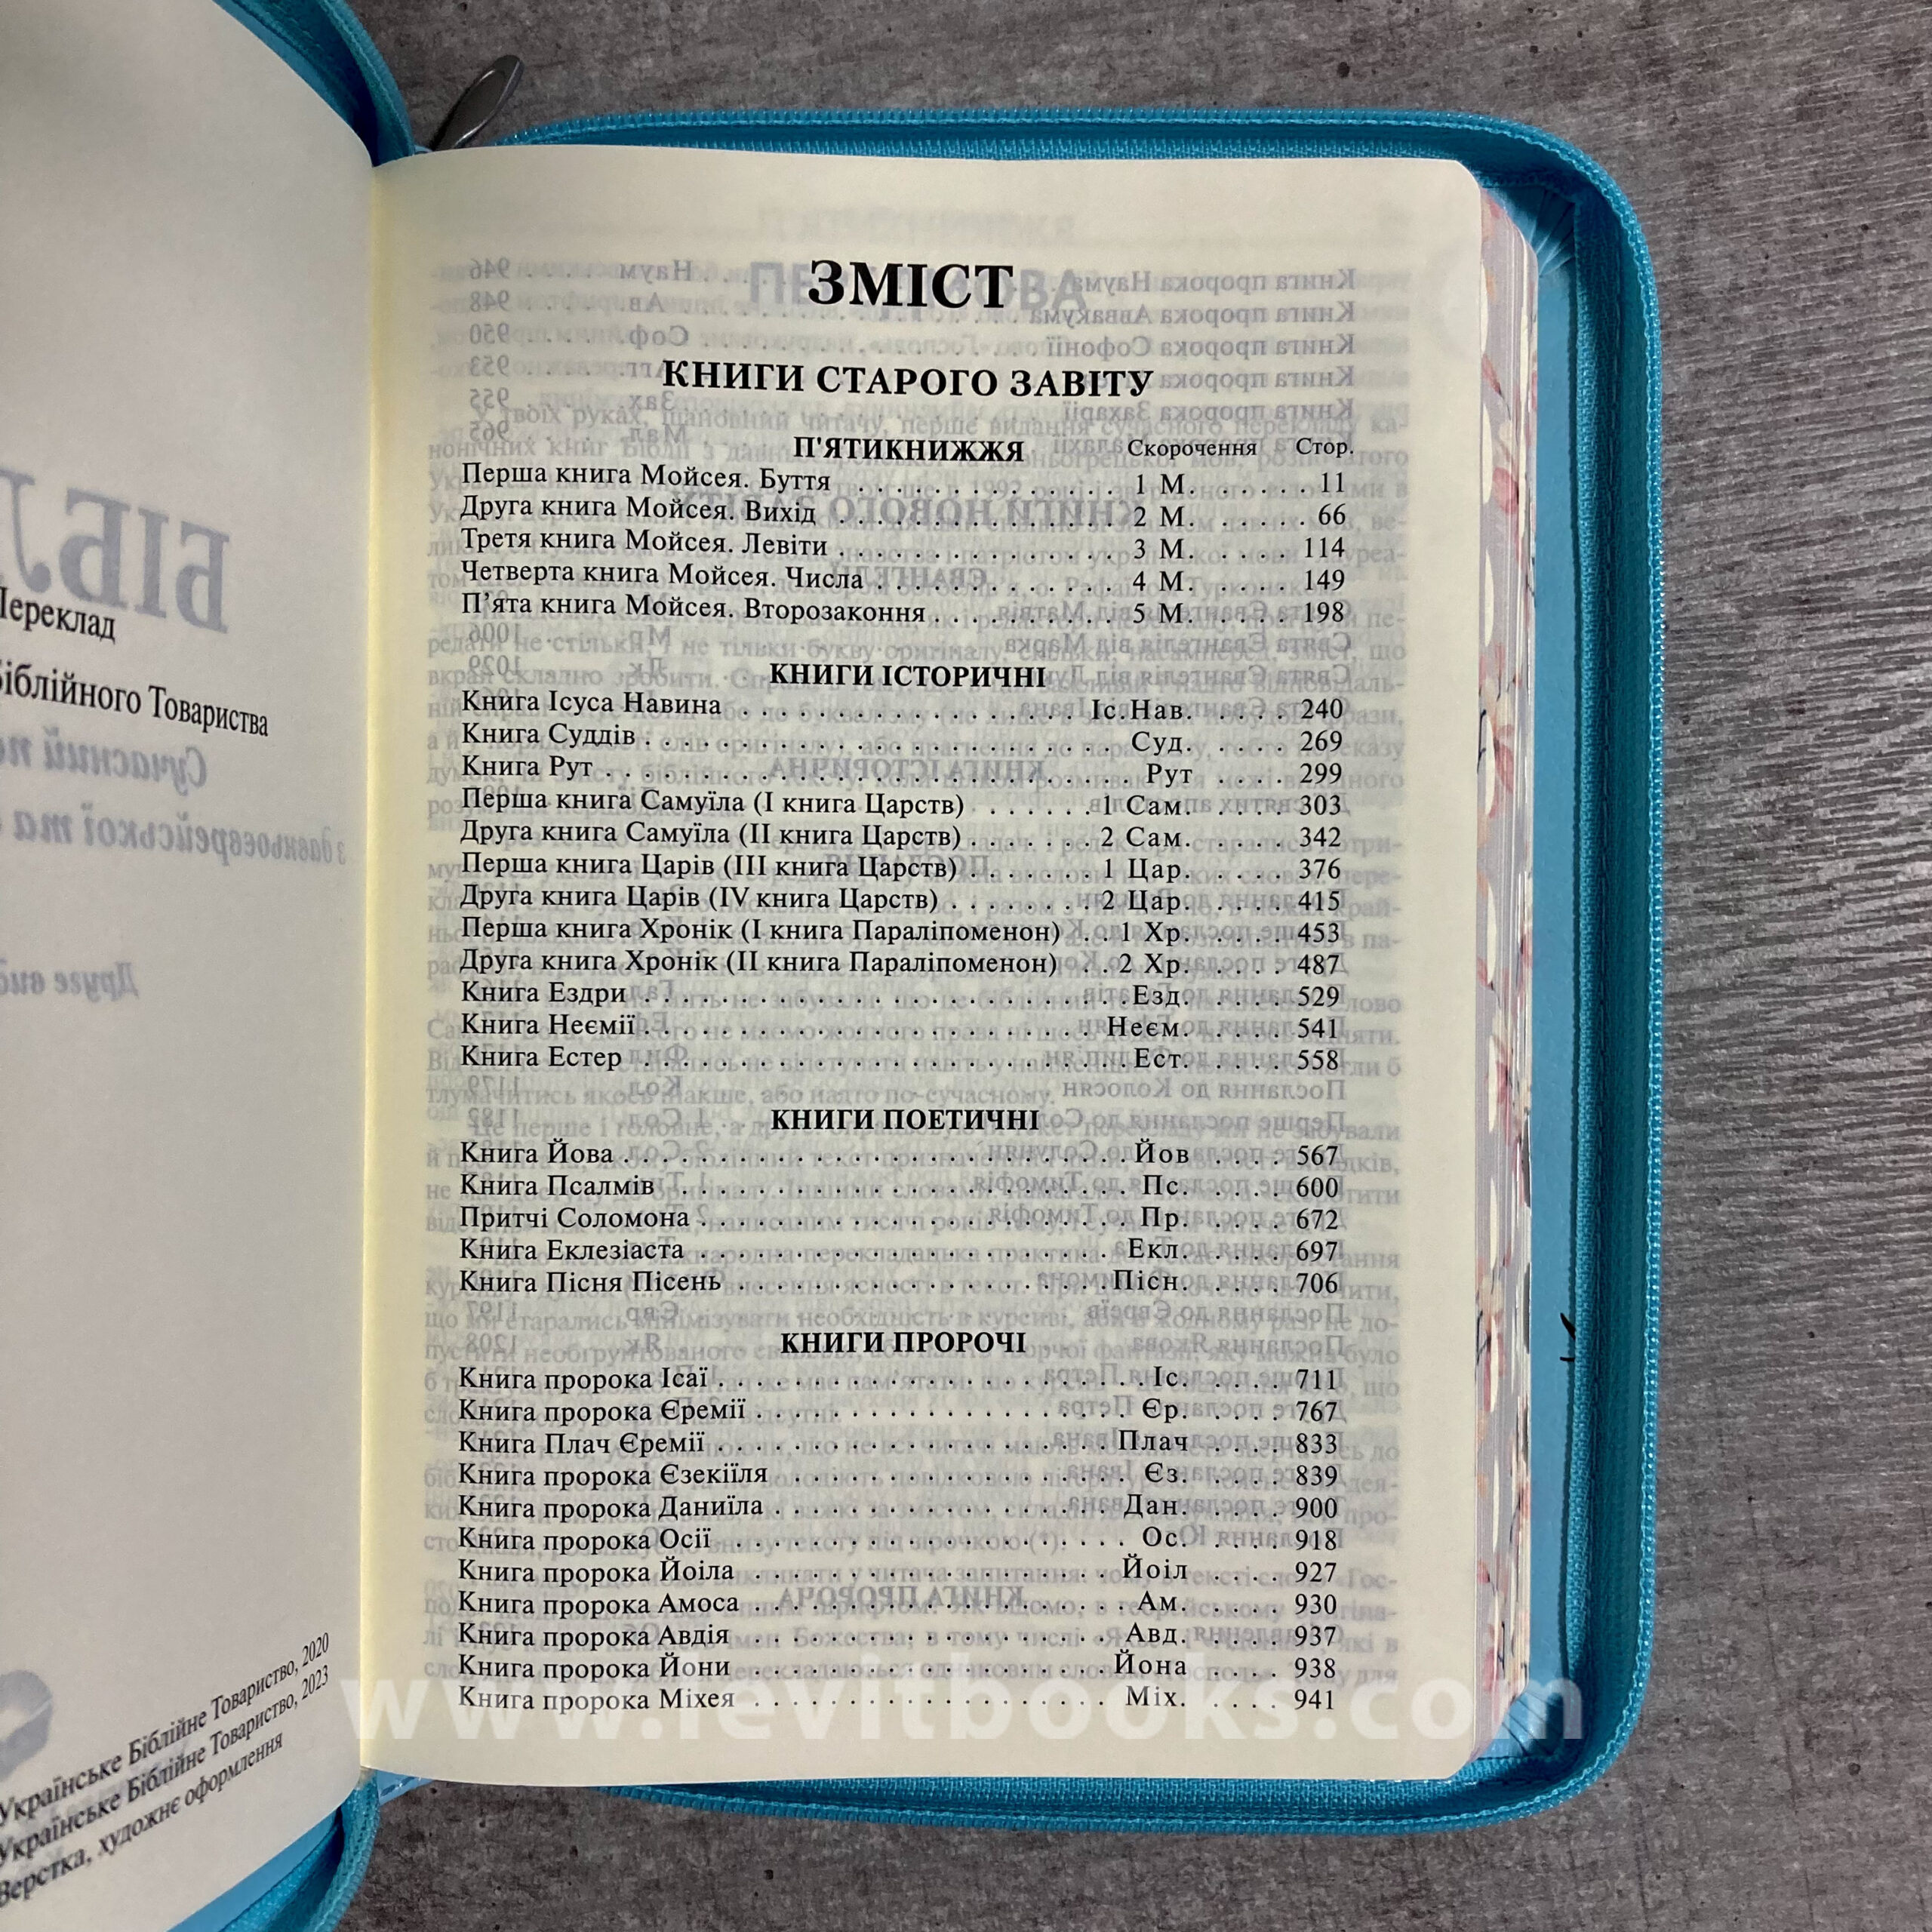 Переклад
Біблійного Товариства
Українське Біблійне Товариство, 2020
Українське Біблійне Товариство, 2023
Верстка, художнє оформлення
ЗМІСТ
КНИГИ СТАРОГО ЗАВІТУ
П'ЯТИКНИЖЖЯ Скорочення Стор.
Перша книга Мойсея. Буття . . . . . . . . . . . . . 1 М. . . . . . 11
Друга книга Мойсея. Вихід . . . . . . . . . . . . . 2 М. . . . . . 66
Третя книга Мойсея. Левіти . . . . . . . . . . . . . 3 М. . . . . 114
Четверта книга Мойсея. Числа . . . . . . . . . . . 4 М. . . . . 149
П'ята книга Мойсея. Второзаконня . . . . . . . . . 5 М. . . . . 198
КНИГИ ІСТОРИЧНІ
Книга Ісуса Навина . . . . . . . . . . . . . . . . Іс.Нав. . . . . 240
Книга Суддів . . . . . . . . . . . . . . . . . . . . Суд. . . . . 269
Книга Рут . . . . . . . . . . . . . . . . . . . . . . Рут . . . . 299
Перша книга Самуїла (І книга Царств) . . . . . . . 1 Сам. . . . . 303
Друга книга Самуїла (ІІ книга Царств) . . . . . . . 2 Сам. . . . . 342
Перша книга Царів (ІІІ книга Царств) . . . . . . . 1 Цар. . . . . 376
Друга книга Царів (IV книга Царств) . . . . . . . . 2 Цар. . . . . 415
Перша книга Хронік (І книга Параліпоменон) . . 1 Хр. . . . . 453
Друга книга Хронік (ІІ книга Параліпоменон) . . 2 Хр. . . . . 487
Книга Ездри . . . . . . . . . . . . . . . . . . . . . Езд. . . . . 529
Книга Неємії . . . . . . . . . . . . . . . . . . . . Неєм. . . . . 541
Книга Естер . . . . . . . . . . . . . . . . . . . . . Ест. . . . . 558
КНИГИ ПОЕТИЧНІ
Книга Йова . . . . . . . . . . . . . . . . . . . . . Йов . . . . 567
Книга Псалмів . . . . . . . . . . . . . . . . . . . . Пс. . . . . 600
Притчі Соломона . . . . . . . . . . . . . . . . . . . Пр. . . . . 672
Книга Еклезіаста . . . . . . . . . . . . . . . . . . Екл. . . . . 697
Книга Пісня Пісень . . . . . . . . . . . . . . . . . Пісн. . . . . 706
КНИГИ ПРОРОЧІ
Книга пророка Ісаї . . . . . . . . . . . . . . . . . . Іс. . . . . 711
Книга пророка Єремії . . . . . . . . . . . . . . . . Єр. . . . . 767
Книга Плач Єремії . . . . . . . . . . . . . . . . . Плач . . . . 833
Книга пророка Єзекіїля . . . . . . . . . . . . . . . Єз. . . . . 839
Книга пророка Даниїла . . . . . . . . . . . . . . . Дан. . . . . 900
Книга пророка Осії . . . . . . . . . . . . . . . . . . Ос. . . . . 918
Книга пророка Йоіла . . . . . . . . . . . . . . . . Йоіл . . . . 927
Книга пророка Амоса . . . . . . . . . . . . . . . . . Ам. . . . . 930
Книга пророка Авдія . . . . . . . . . . . . . . . . Авд. . . . . 937
Книга пророка Йони . . . . . . . . . . . . . . . . . Йона . . . . 938
Книга пророка Міхея . . . . . . . . . . . . . . . . Міх. . . . . 941
www.levitbooks.com